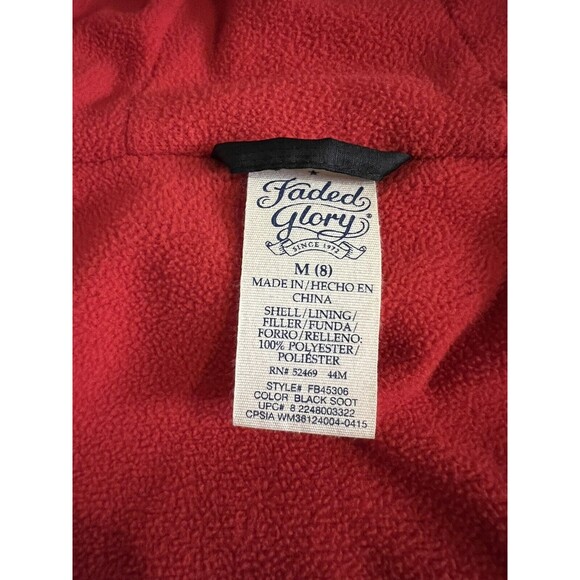 Faded
Glory®
SINCE 1972
M (8)
MADE IN/HECHO EN
CHINA
SHELL/LINING/
FILLER/FUNDA/
FORRO/RELLENO:
100% POLYESTER/
POLIÉSTER
RN# 52469 44M
STYLE# FB45306
COLOR BLACK SOOT
UPC# 8 2248003322
CPSIA WM36124004-0415